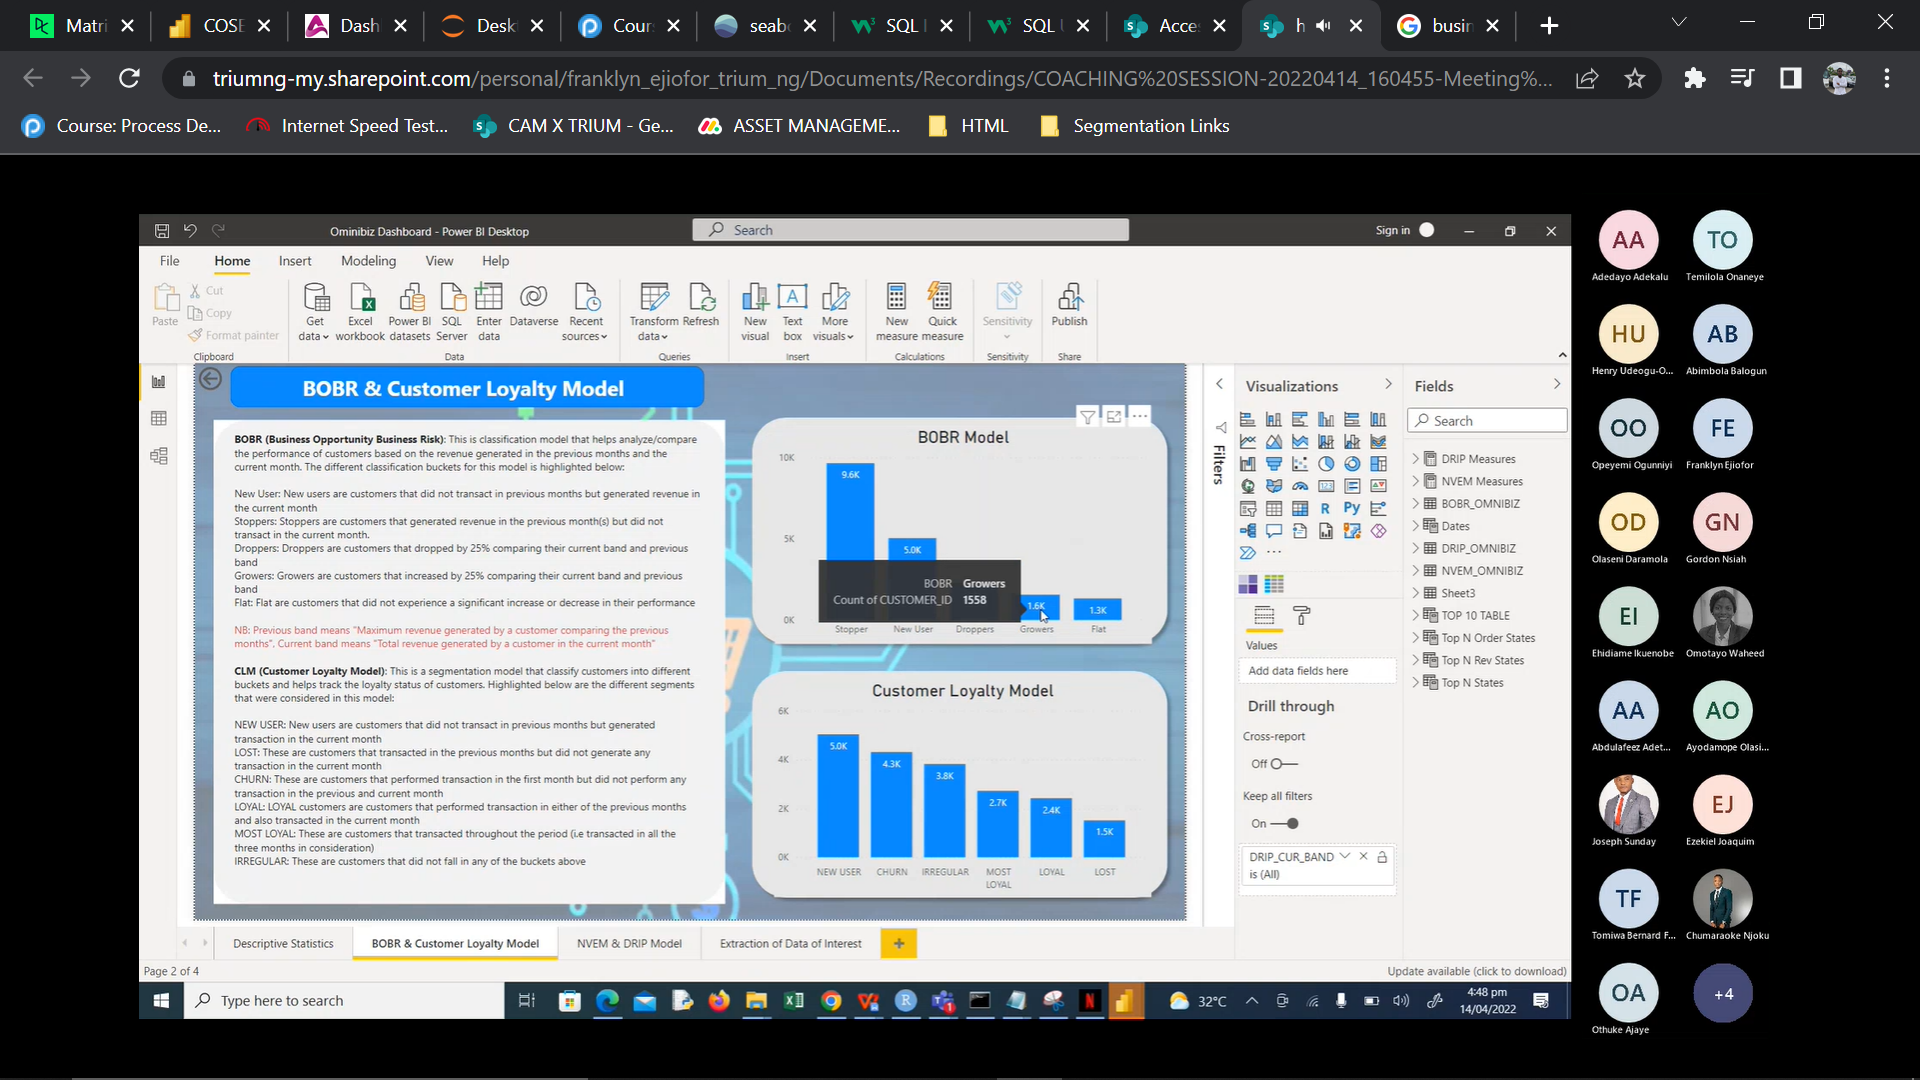 Matri
COSE
Dash
Desk
Cour
seab
SQL
SQL
Acce
h
busin
triumng-my.sharepoint.com/personal/franklyn_ejiofor_trium_ng/Documents/Recordings/COACHING%20SESSION-20220414_160455-Meeting%...
Course: Process De...
Internet Speed Test...
CAM X TRIUM - Ge...
ASSET MANAGEME...
HTML
Segmentation Links
Ominibiz Dashboard - Power BI Desktop
Search
Sign in
File
Home
Insert
Modeling
View
Help
Paste
Cut
Copy
Format painter
Clipboard
Get data
Excel workbook
Power BI datasets
SQL Server
Enter data
Dataverse
Recent sources
Data
Transform data
Refresh
Queries
New visual
Text box
More visuals
Insert
New measure
Quick measure
Calculations
Sensitivity
Sensitivity
Publish
Share
BOBR & Customer Loyalty Model
BOBR (Business Opportunity Business Risk): This is classification model that helps analyze/compare
the performance of customers based on the revenue generated in the previous months and the
current month. The different classification buckets for this model is highlighted below:
New User: New users are customers that did not transact in previous months but generated revenue in
the current month
Stoppers: Stoppers are customers that generated revenue in the previous month(s) but did not
transact in the current month.
Droppers: Droppers are customers that dropped by 25% comparing their current band and previous
band
Growers: Growers are customers that increased by 25% comparing their current band and previous
band
Flat: Flat are customers that did not experience a significant increase or decrease in their performance
NB: Previous band means "Maximum revenue generated by a customer comparing the previous
months", Current band means "Total revenue generated by a customer in the current month"
CLM (Customer Loyalty Model): This is a segmentation model that classify customers into different
buckets and helps track the loyalty status of customers. Highlighted below are the different segments
that were considered in this model:
NEW USER: New users are customers that did not transact in previous months but generated
transaction in the current month
LOST: These are customers that transacted in the previous months but did not generate any
transaction in the current month
CHURN: These are customers that performed transaction in the first month but did not perform any
transaction in the previous and current month
LOYAL: LOYAL customers are customers that performed transaction in either of the previous months
and also transacted in the current month
MOST LOYAL: These are customers that transacted throughout the period (i.e transacted in all the
three months in consideration)
IRREGULAR: These are customers that did not fall in any of the buckets above
BOBR Model
10K
5K
0K
9.6K
5.0K
1.6K
1.3K
BOBR Growers
Count of CUSTOMER_ID 1558
Stopper
New User
Droppers
Growers
Flat
Customer Loyalty Model
6K
4K
2K
0K
5.0K
4.3K
3.8K
2.7K
2.4K
1.5K
NEW USER
CHURN
IRREGULAR
MOST LOYAL
LOYAL
LOST
Filters
Visualizations
R
Py
Values
Add data fields here
Drill through
Cross-report
Off
Keep all filters
On
DRIP_CUR_BAND
is (All)
Fields
Search
DRIP Measures
NVEM Measures
BOBR_OMNIBIZ
Dates
DRIP_OMNIBIZ
NVEM_OMNIBIZ
Sheet3
TOP 10 TABLE
Top N Order States
Top N Rev States
Top N States
Descriptive Statistics
BOBR & Customer Loyalty Model
NVEM & DRIP Model
Extraction of Data of Interest
Page 2 of 4
Update available (click to download)
Type here to search
32°C
4:48 pm
14/04/2022
AA
Adedayo Adekalu
TO
Temilola Onaneye
HU
Henry Udeogu-O...
AB
Abimbola Balogun
OO
Opeyemi Ogunniyi
FE
Franklyn Ejiofor
OD
Olaseni Daramola
GN
Gordon Nsiah
EI
Ehidiame Ikuenobe
Omotayo Waheed
AA
Abdulafeez Adet...
AO
Ayodamope Olasi...
Joseph Sunday
EJ
Ezekiel Joaquim
TF
Tomiwa Bernard F...
Chumaraoke Njoku
OA
Othuke Ajaye
+4